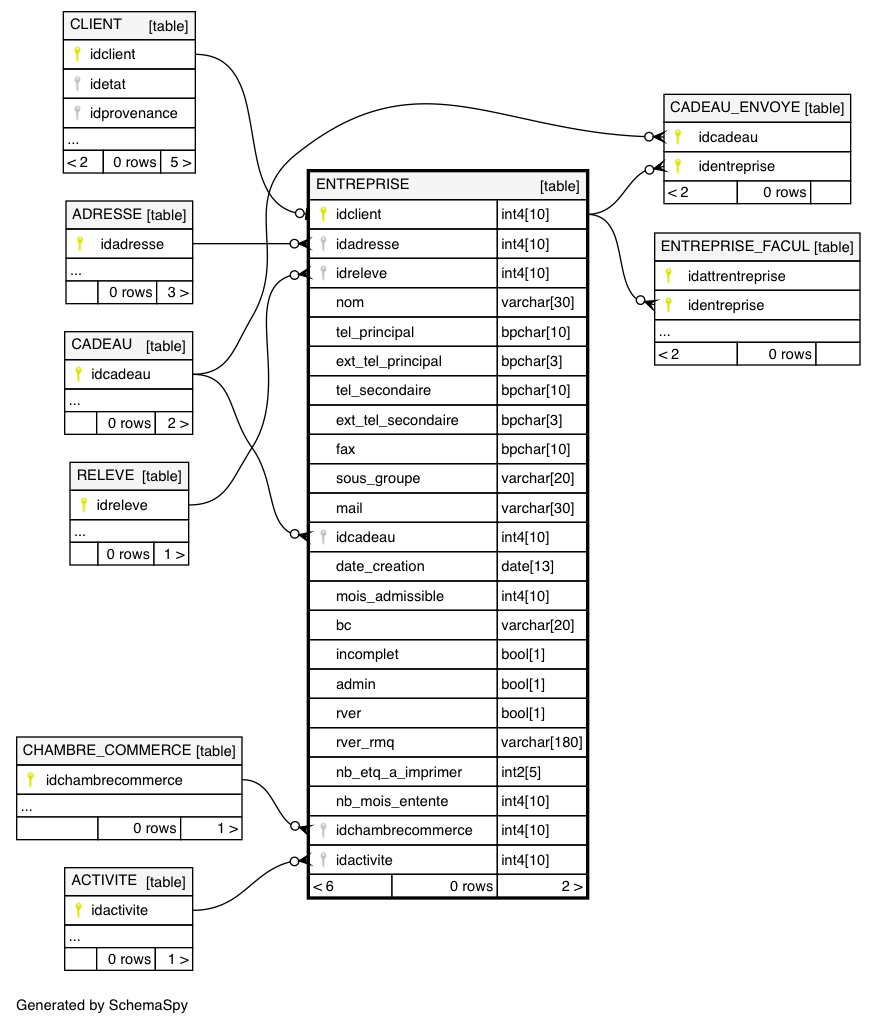 CLIENT [table]
idclient
idetat
idprovenance
...
< 2 0 rows 5 >
ADRESSE [table]
idadresse
...
0 rows 3 >
CADEAU [table]
idcadeau
...
0 rows 2 >
RELEVE [table]
idreleve
...
0 rows 1 >
CHAMBRE_COMMERCE [table]
idchambrecommerce
...
0 rows 1 >
ACTIVITE [table]
idactivite
...
0 rows 1 >
ENTREPRISE [table]
idclient int4[10]
idadresse int4[10]
idreleve int4[10]
nom varchar[30]
tel_principal bpchar[10]
ext_tel_principal bpchar[3]
tel_secondaire bpchar[10]
ext_tel_secondaire bpchar[3]
fax bpchar[10]
sous_groupe varchar[20]
mail varchar[30]
idcadeau int4[10]
date_creation date[13]
mois_admissible int4[10]
bc varchar[20]
incomplet bool[1]
admin bool[1]
rver bool[1]
rver_rmq varchar[180]
nb_etq_a_imprimer int2[5]
nb_mois_entente int4[10]
idchambrecommerce int4[10]
idactivite int4[10]
< 6 0 rows 2 >
CADEAU_ENVOYE [table]
idcadeau
identreprise
< 2 0 rows
ENTREPRISE_FACUL [table]
idattrentreprise
identreprise
...
< 2 0 rows
Generated by SchemaSpy